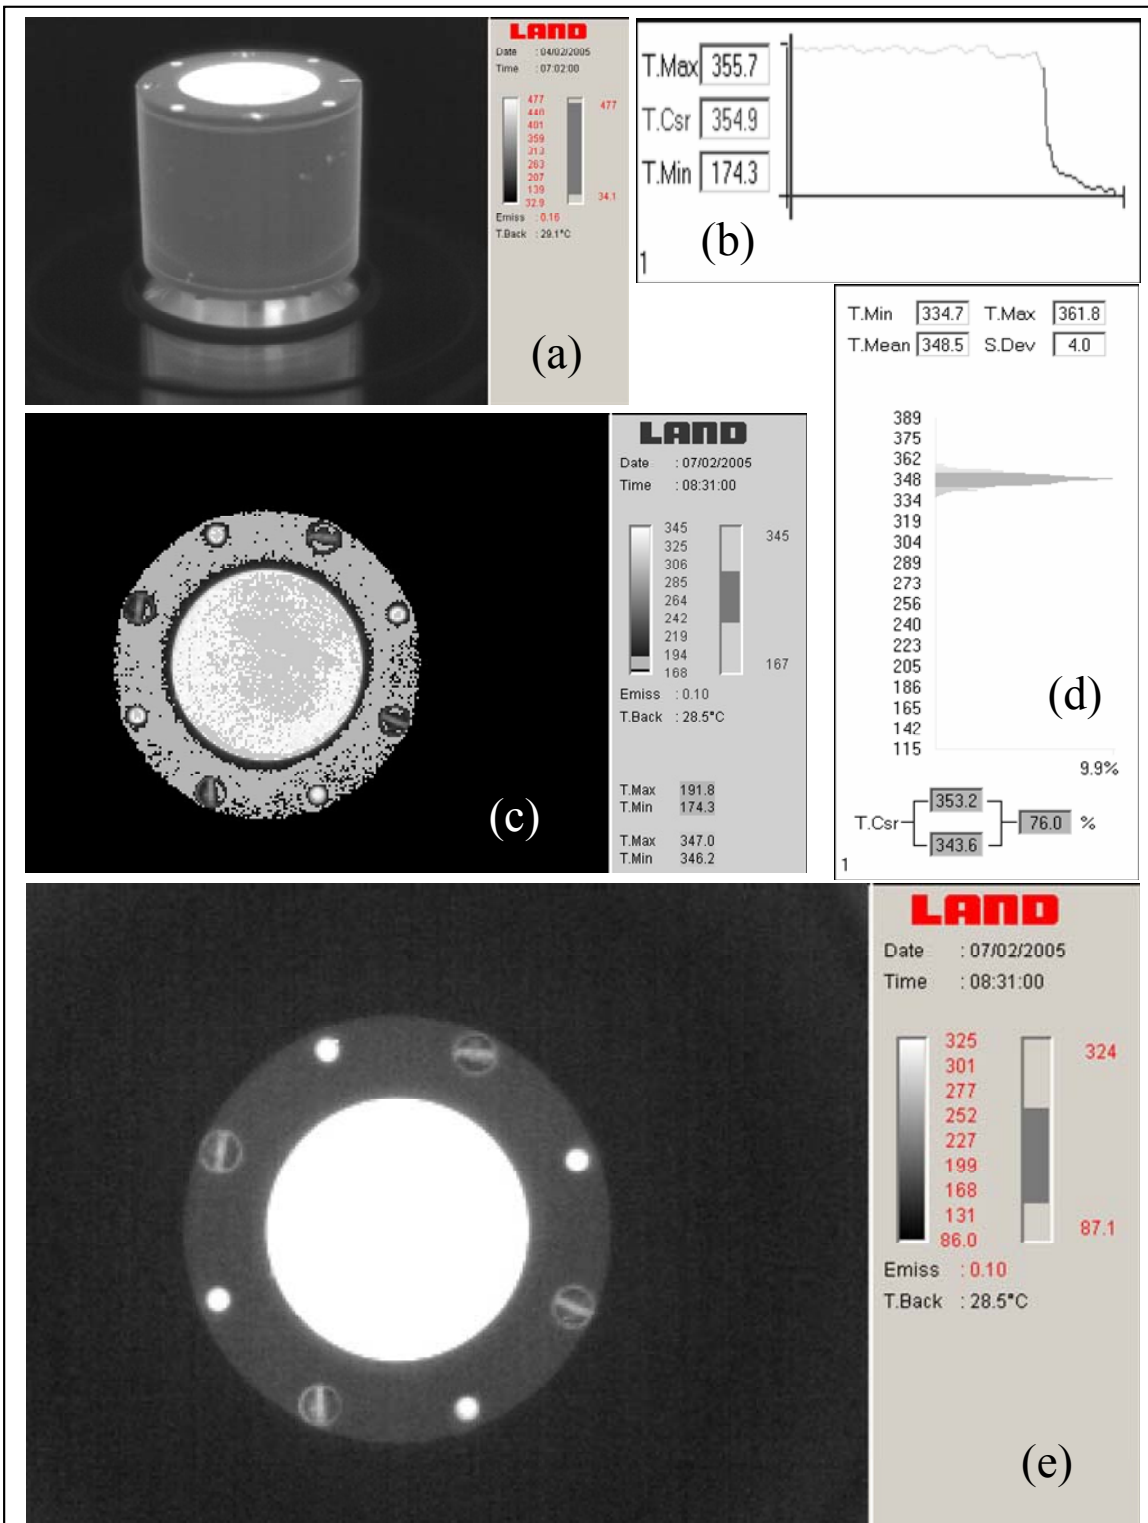 LAND
Date : 04/02/2005
Time : 07:02:00
477
440
401
359
313
263
207
139
32.9
477
34.1
Emiss : 0.16
T.Back : 29.1°C
(a)
T.Max 355.7
T.Csr 354.9
T.Min 174.3
(b)
1
T.Min 334.7 T.Max 361.8
T.Mean 348.5 S.Dev 4.0
389
375
362
348
334
319
304
289
273
256
240
223
205
186
165
142
115
9.9%
(d)
T.Csr 353.2 343.6 76.0 %
1
LAND
Date : 07/02/2005
Time : 08:31:00
345
325
306
285
264
242
219
194
168
345
167
Emiss : 0.10
T.Back : 28.5°C
T.Max 191.8
T.Min 174.3
T.Max 347.0
T.Min 346.2
(c)
LAND
Date : 07/02/2005
Time : 08:31:00
325
301
277
252
227
199
168
131
86.0
324
87.1
Emiss : 0.10
T.Back : 28.5°C
(e)